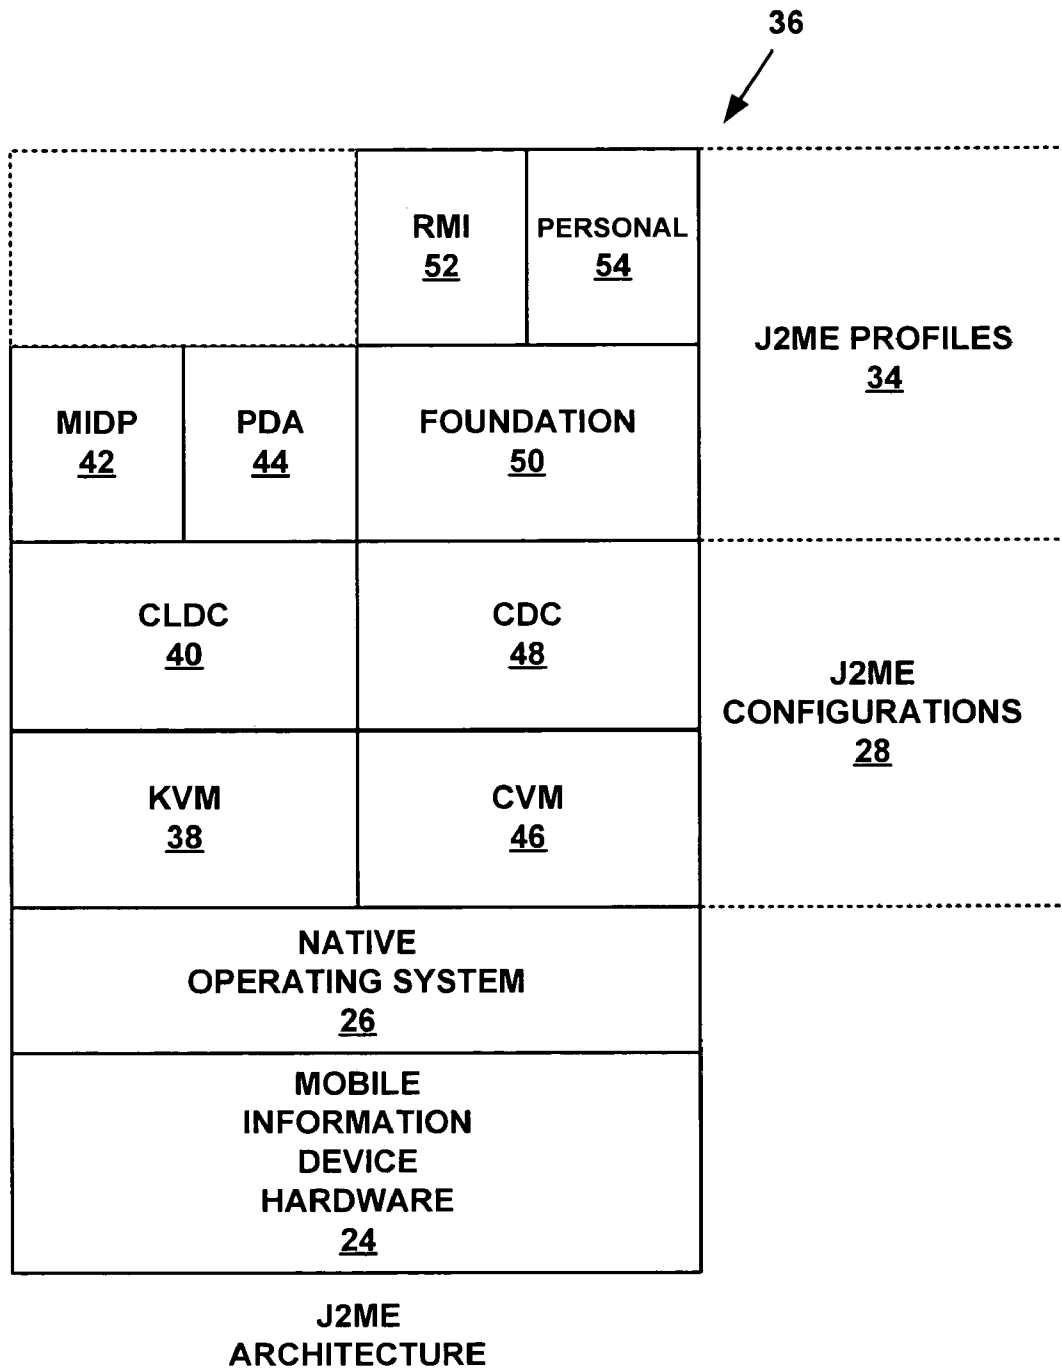 36
RMI
52
PERSONAL
54
J2ME PROFILES
34
MIDP
42
PDA
44
FOUNDATION
50
CLDC
40
CDC
48
J2ME
CONFIGURATIONS
28
KVM
38
CVM
46
NATIVE
OPERATING SYSTEM
26
MOBILE
INFORMATION
DEVICE
HARDWARE
24
J2ME
ARCHITECTURE